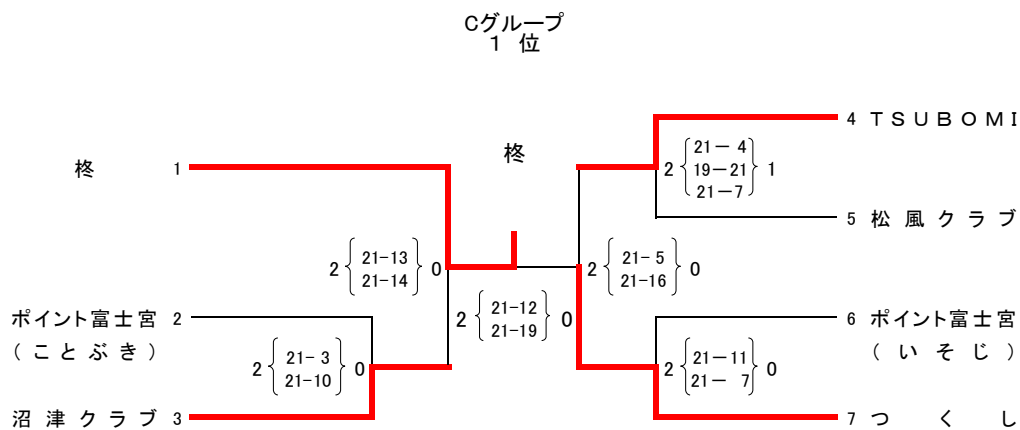 Cグループ
1 位
4 TSUBOMI
柊 1
柊
2 21－4 1
19－21
21－7
5 松風クラブ
2 21-13 0
21-14
2 21-5 0
21-16
2 21-12 0
21-19
ポイント富士宮 2
(ことぶき)
6 ポイント富士宮
(いそじ)
2 21-3 0
21-10
2 21－11 0
21－7
沼津クラブ 3
7 つくし